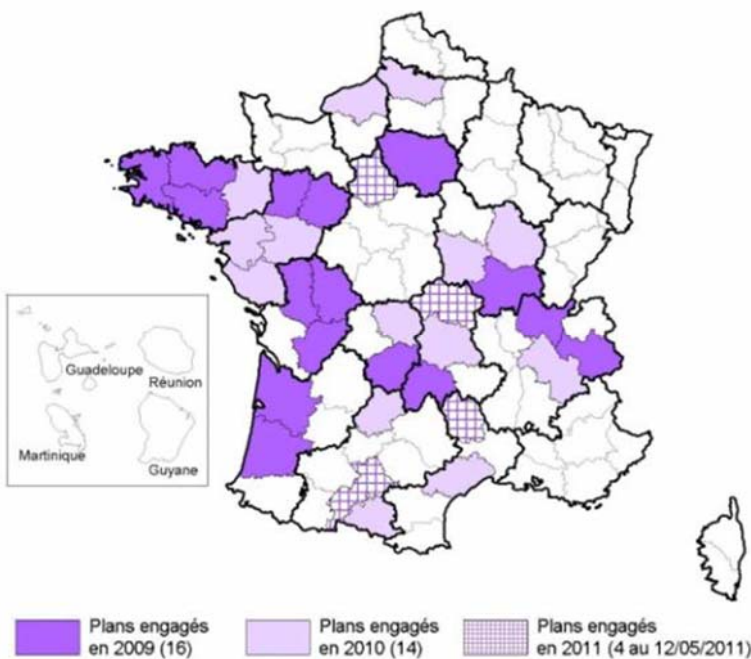 Guadeloupe
Réunion
Martinique
Guyane
Plans engagés
en 2009 (16)
Plans engagés
en 2010 (14)
Plans engagés
en 2011 (4 au 12/05/2011)